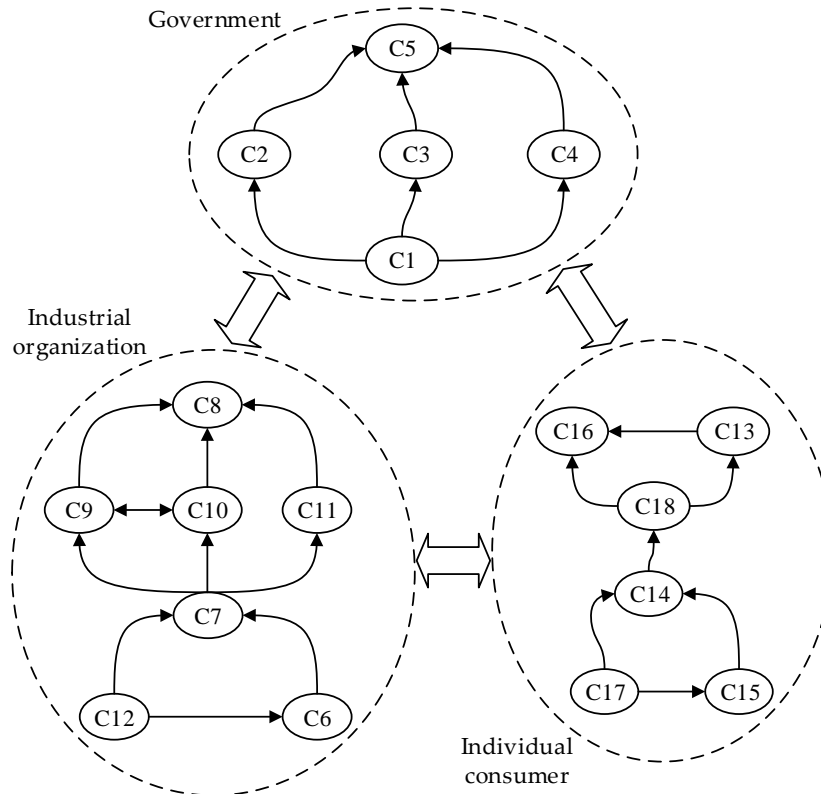 Government
C5
C2
C3
C4
C1
Industrial
organization
C8
C9
C10
C11
C7
C12
C6
C16
C13
C18
C14
C17
C15
Individual
consumer